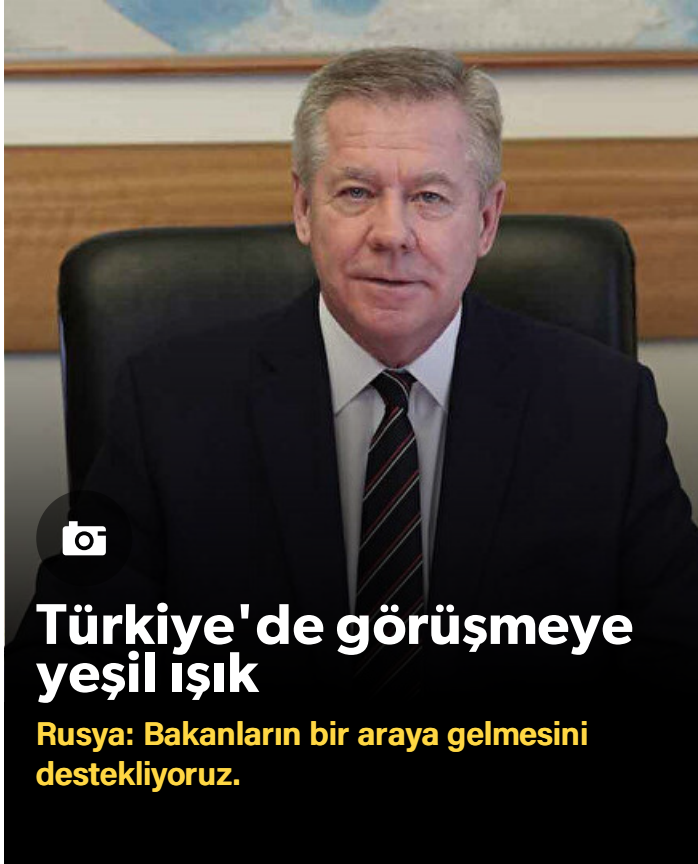 Türkiye'de görüşmeye
yeşil ışık
Rusya: Bakanların bir araya gelmesini
destekliyoruz.